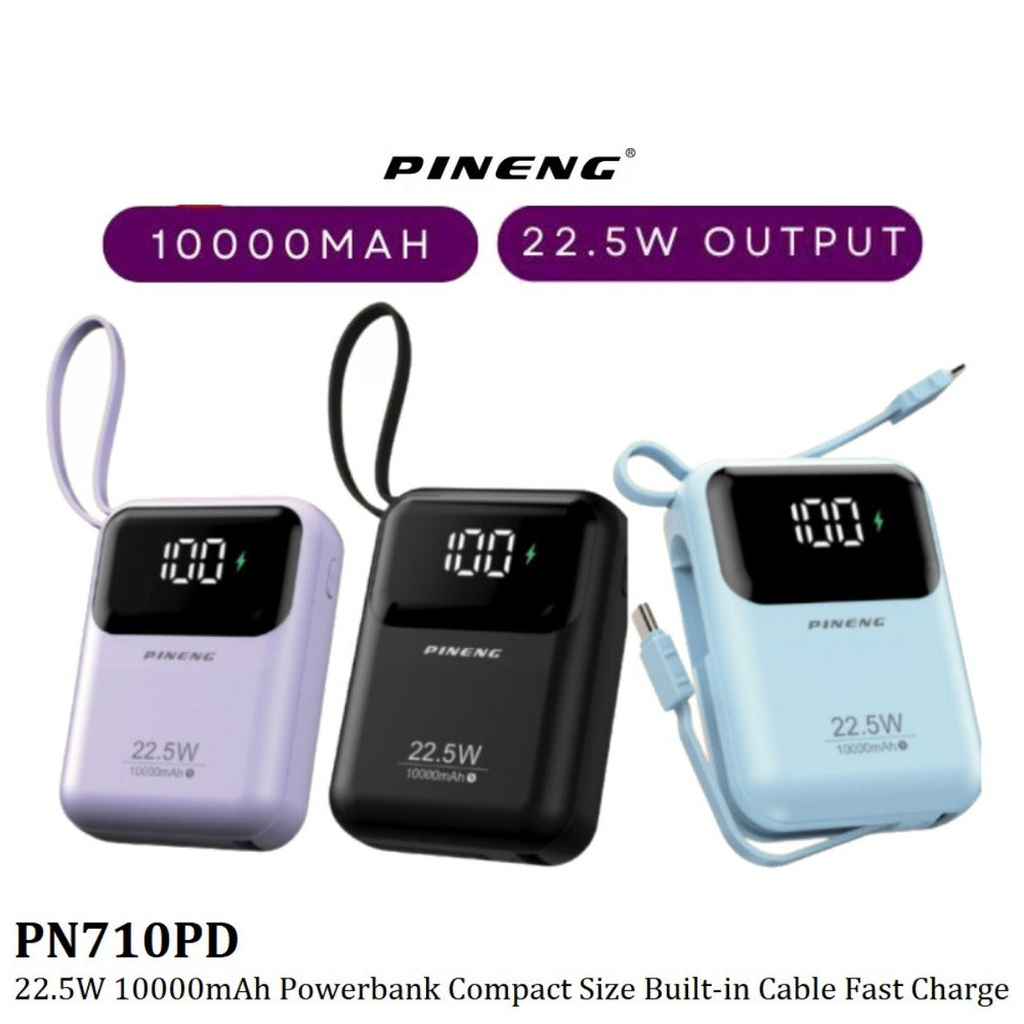 PINENG®
10000MAH
22.5W OUTPUT
100
PINENG
22.5W
10000mAh
100
PINENG
22.5W
10000mAh
100
PINENG
22.5W
10000mAh
PN710PD
22.5W 10000mAh Powerbank Compact Size Built-in Cable Fast Charge